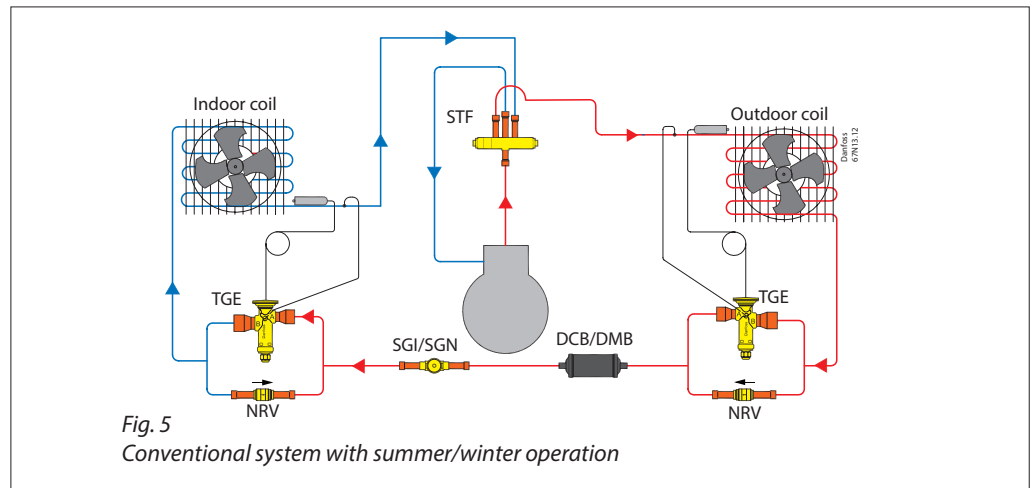 Indoor coil
STF
Outdoor coil
Danfoss
67N13.12
TGE
A
B
TGE
A
B
SGI/SGN
DCB/DMB
NRV
NRV
Fig. 5
Conventional system with summer/winter operation